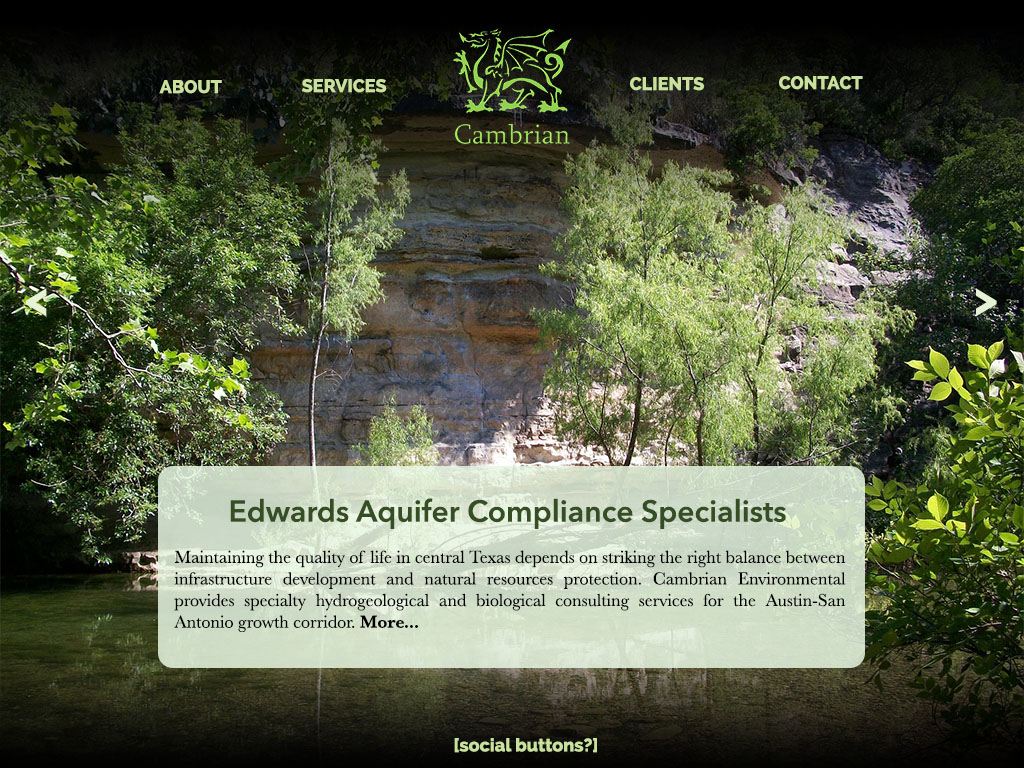 ABOUT SERVICES CLIENTS CONTACT
Cambrian
>
Edwards Aquifer Compliance Specialists
Maintaining the quality of life in central Texas depends on striking the right balance between
infrastructure development and natural resources protection. Cambrian Environmental
provides specialty hydrogeological and biological consulting services for the Austin-San
Antonio growth corridor. More...
[social buttons?]